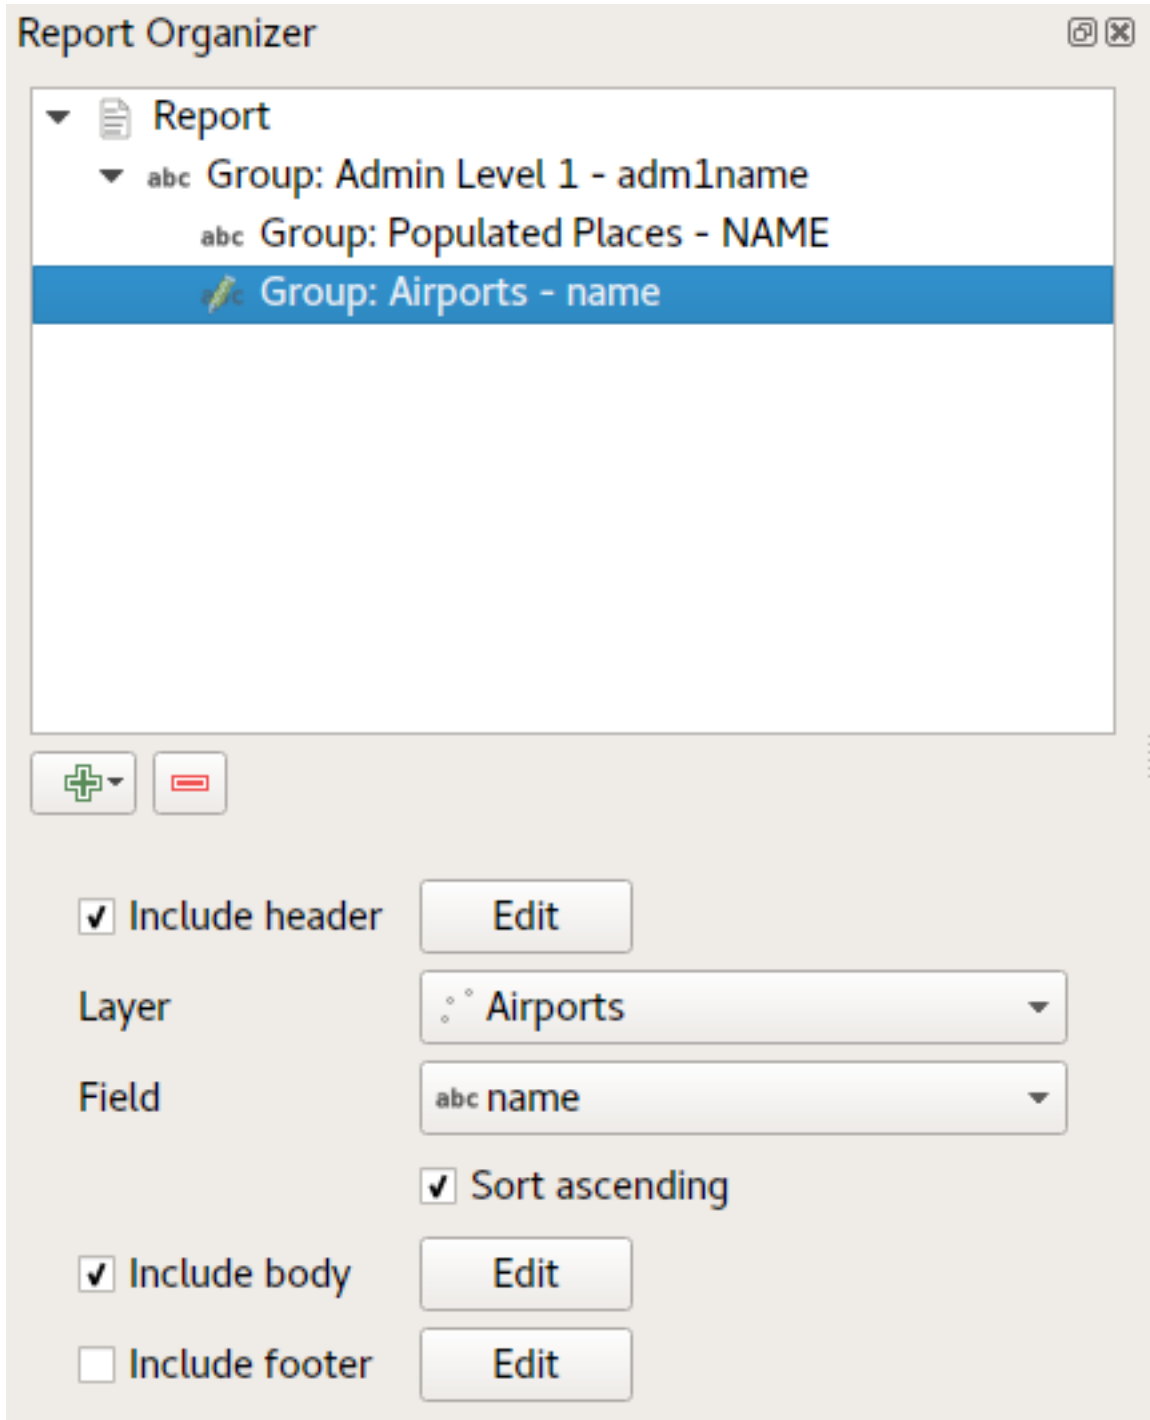 Report Organizer
Report
abc Group: Admin Level 1 - adm1name
abc Group: Populated Places - NAME
Group: Airports - name
Include header Edit
Layer Airports
Field abc name
Sort ascending
Include body Edit
Include footer Edit